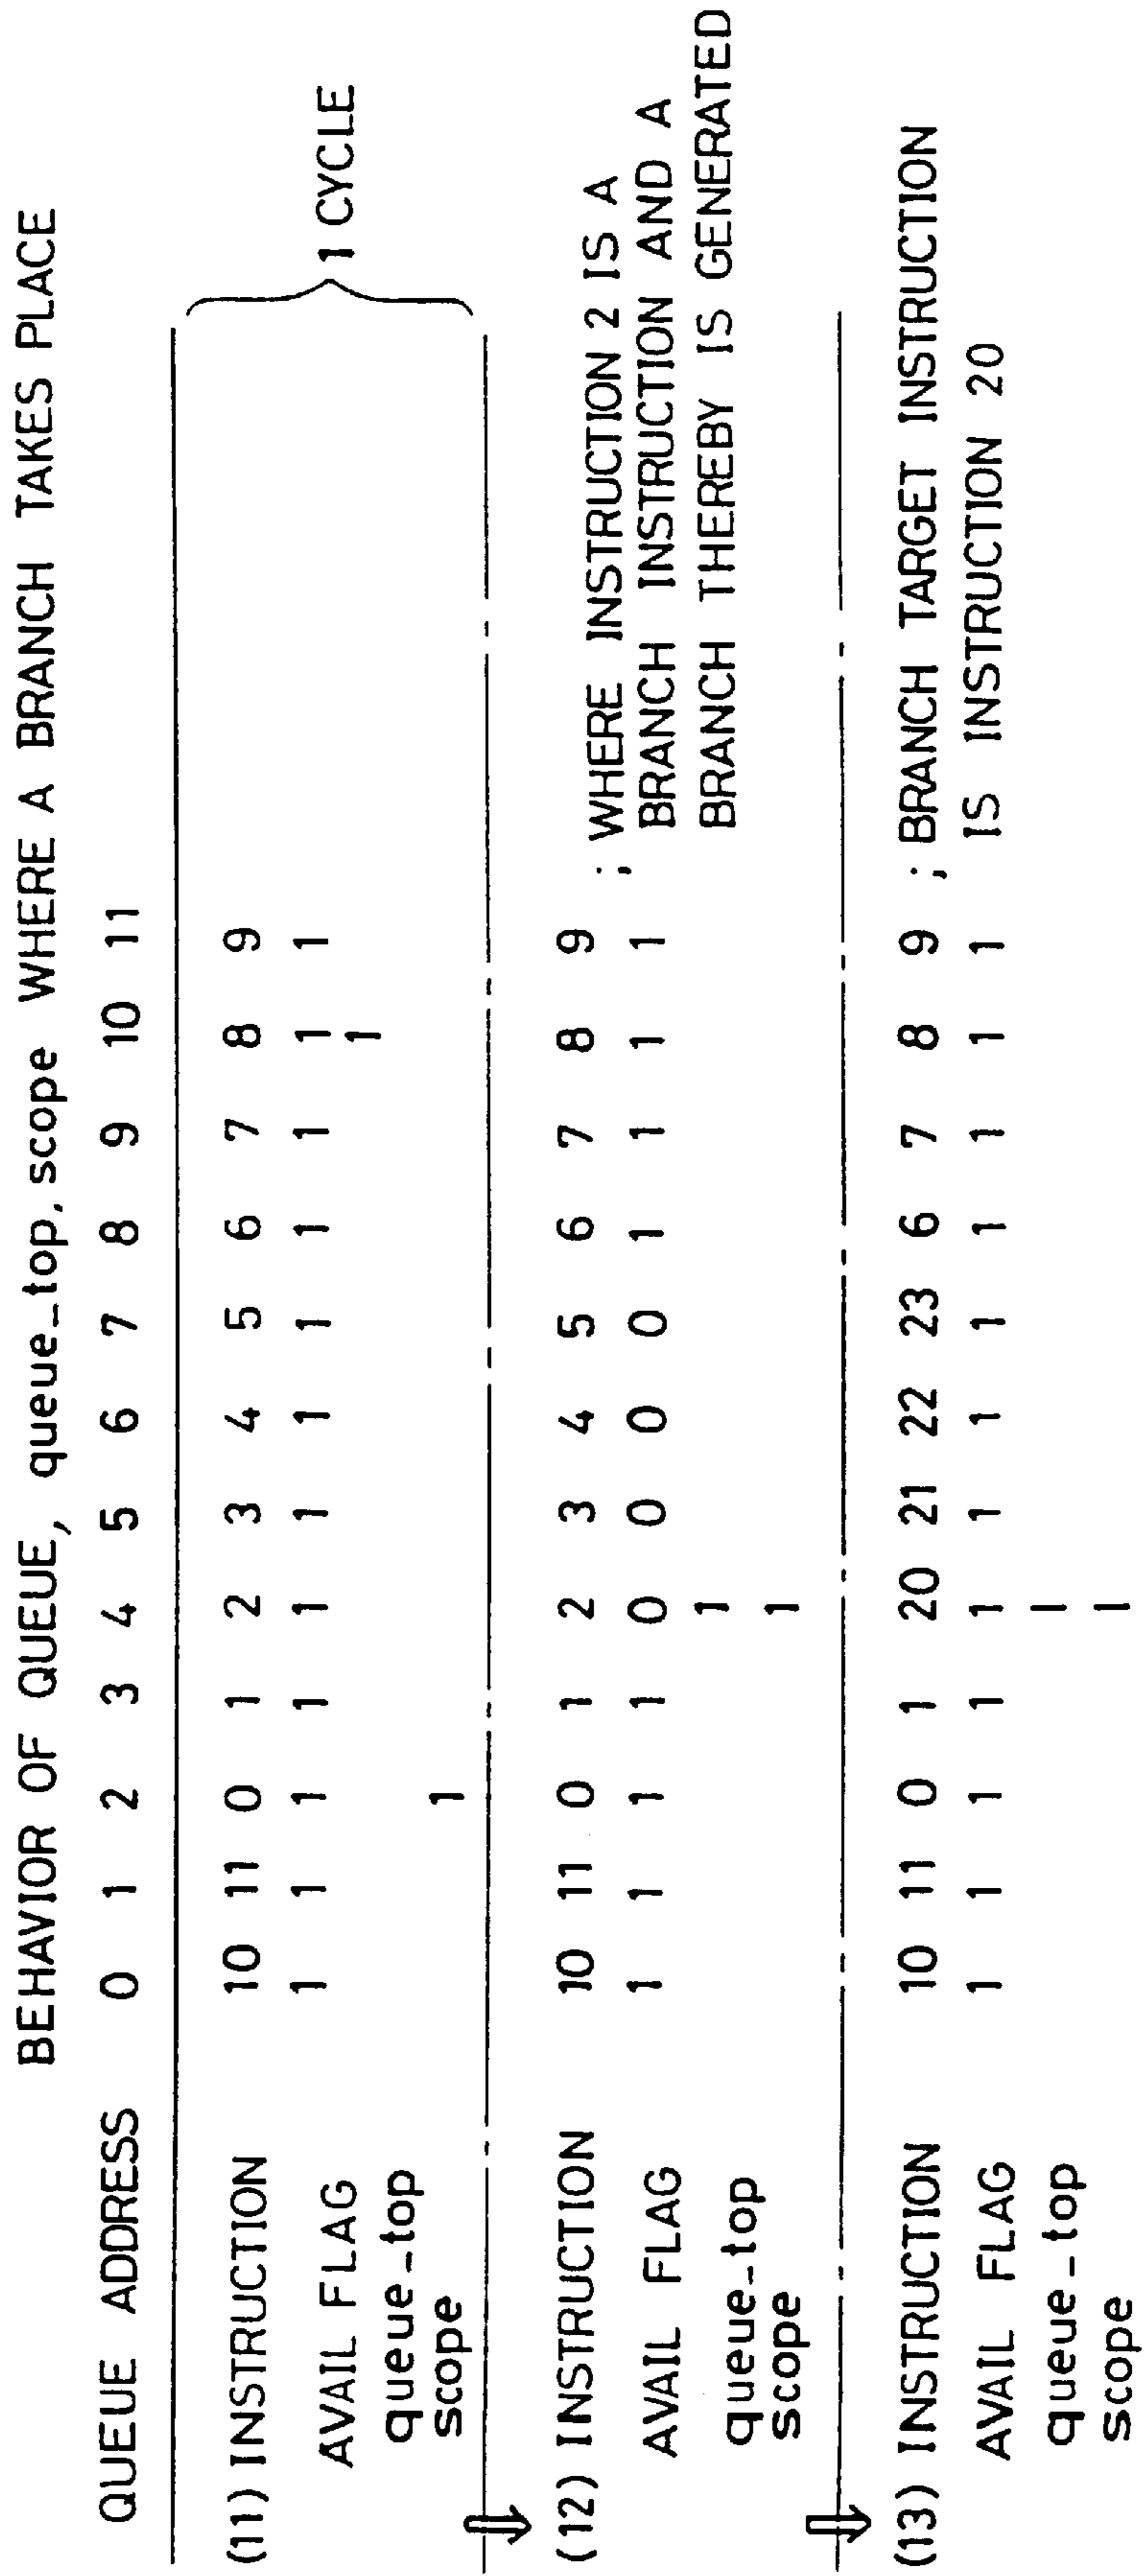 BEHAVIOR OF QUEUE, queue_top, scope WHERE A BRANCH TAKES PLACE
QUEUE ADDRESS 0 1 2 3 4 5 6 7 8 9 10 11
(11) INSTRUCTION 10 11 0 1 2 3 4 5 6 7 8 9
AVAIL FLAG 1 1 1 1 1 1 1 1 1 1 1 1
queue_top 1
scope 1
1 CYCLE
⇓
(12) INSTRUCTION 10 11 0 1 2 3 4 5 6 7 8 9 ; WHERE INSTRUCTION 2 IS A
AVAIL FLAG 1 1 1 1 0 0 0 0 1 1 1 1 BRANCH INSTRUCTION AND A
queue_top 1 BRANCH THEREBY IS GENERATED
scope 1
⇓
(13) INSTRUCTION 10 11 0 1 20 21 22 23 6 7 8 9 ; BRANCH TARGET INSTRUCTION
AVAIL FLAG 1 1 1 1 1 1 1 1 1 1 1 1 IS INSTRUCTION 20
queue_top 1
scope 1